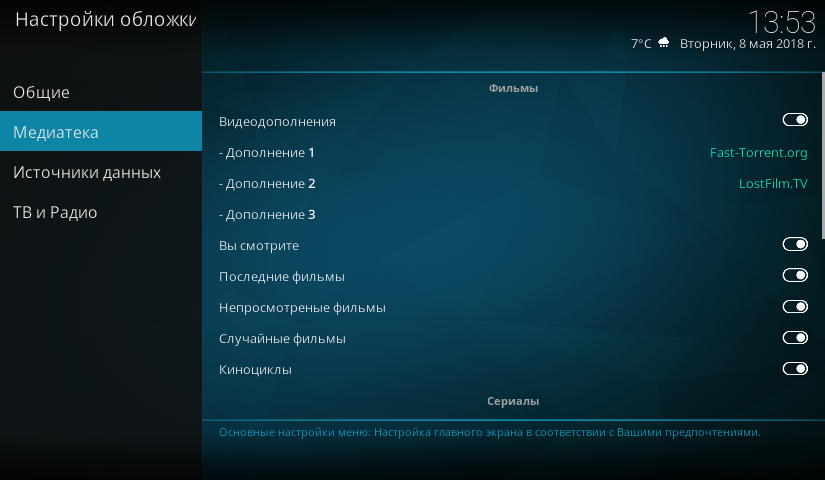 Настройки обложки
13:53
7°C Вторник, 8 мая 2018 г.
Общие
Медиатека
Источники данных
ТВ и Радио
Фильмы
Видеодополнения
- Дополнение 1 Fast-Torrent.org
- Дополнение 2 LostFilm.TV
- Дополнение 3
Вы смотрите
Последние фильмы
Непросмотреные фильмы
Случайные фильмы
Киноциклы
Сериалы
Основные настройки меню: Настройка главного экрана в соответствии с Вашими предпочтениями.